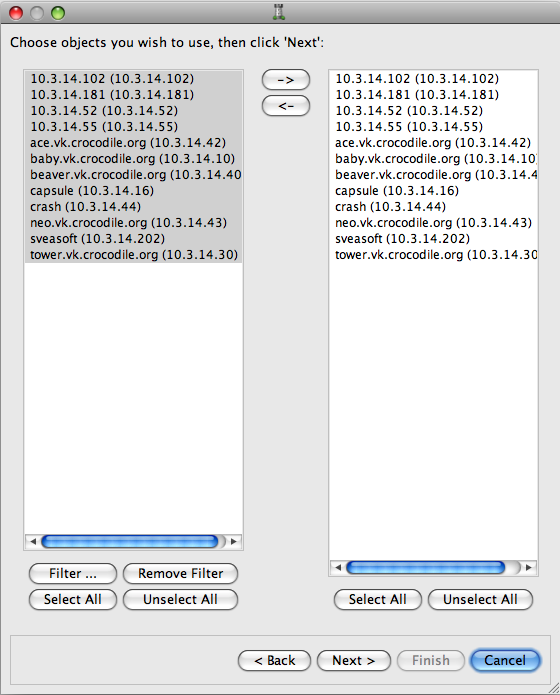 Choose objects you wish to use, then click 'Next':
10.3.14.102 (10.3.14.102)
10.3.14.181 (10.3.14.181)
10.3.14.52 (10.3.14.52)
10.3.14.55 (10.3.14.55)
ace.vk.crocodile.org (10.3.14.42)
baby.vk.crocodile.org (10.3.14.10)
beaver.vk.crocodile.org (10.3.14.40
capsule (10.3.14.16)
crash (10.3.14.44)
neo.vk.crocodile.org (10.3.14.43)
sveasoft (10.3.14.202)
tower.vk.crocodile.org (10.3.14.30)
->
<-
10.3.14.102 (10.3.14.102)
10.3.14.181 (10.3.14.181)
10.3.14.52 (10.3.14.52)
10.3.14.55 (10.3.14.55)
ace.vk.crocodile.org (10.3.14.42)
baby.vk.crocodile.org (10.3.14.10
beaver.vk.crocodile.org (10.3.14.4
capsule (10.3.14.16)
crash (10.3.14.44)
neo.vk.crocodile.org (10.3.14.43)
sveasoft (10.3.14.202)
tower.vk.crocodile.org (10.3.14.30
Filter ... Remove Filter
Select All Unselect All
Select All Unselect All
< Back Next > Finish Cancel